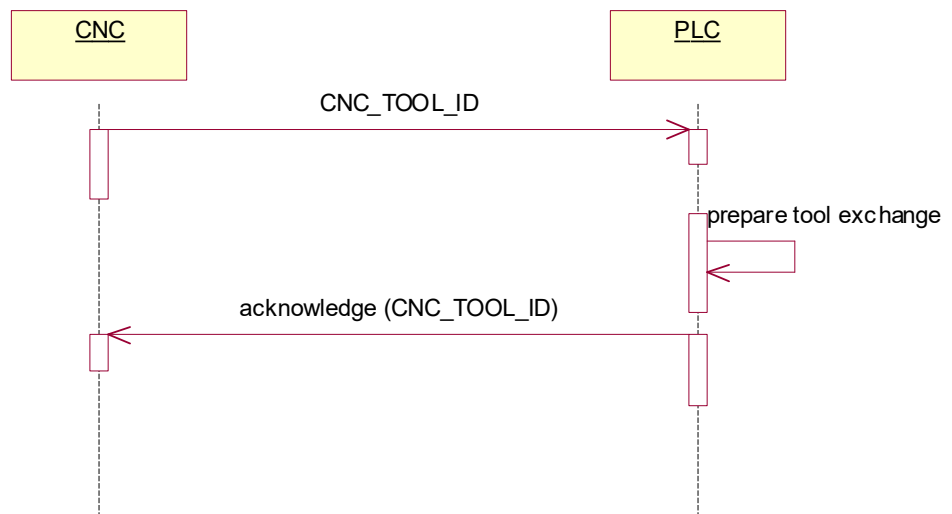 CNC
PLC
CNC_TOOL_ID
prepare tool exchange
acknowledge (CNC_TOOL_ID)